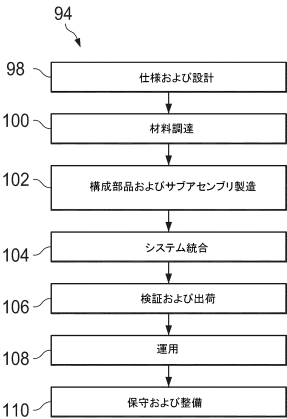 94
98 仕様および設計
100 材料調達
102 構成部品およびサブアセンブリ製造
104 システム統合
106 検証および出荷
108 運用
110 保守および整備